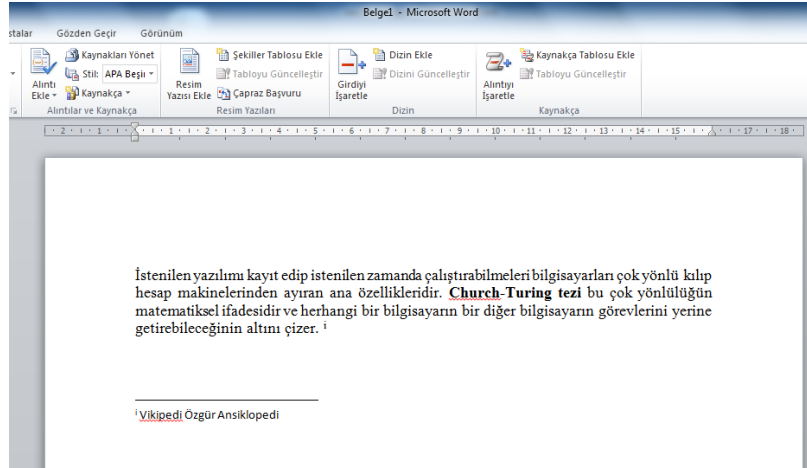 Belge1 - Microsoft Word
stalar Gözden Geçir Görünüm
Alıntı Ekle
Kaynakları Yönet
Stil: APA Beşiı
Kaynakça
Alıntılar ve Kaynakça
Resim Yazısı Ekle
Şekiller Tablosu Ekle
Tabloyu Güncelleştir
Çapraz Başvuru
Resim Yazıları
Girdiyi İşaretle
Dizin Ekle
Dizini Güncelleştir
Dizin
Alıntıyı İşaretle
Kaynakça Tablosu Ekle
Tabloyu Güncelleştir
Kaynakça
2 1 1 2 3 4 5 6 7 8 9 10 11 12 13 14 15 17 18
İstenilen yazılımı kayıt edip istenilen zamanda çalıştırabilmeleri bilgisayarları çok yönlü kılıp
hesap makinelerinden ayıran ana özellikleridir. Church-Turing tezi bu çok yönlülüğün
matematiksel ifadesidir ve herhangi bir bilgisayarın bir diğer bilgisayarın görevlerini yerine
getirebileceğinin altını çizer. i
i Vikipedi Özgür Ansiklopedi